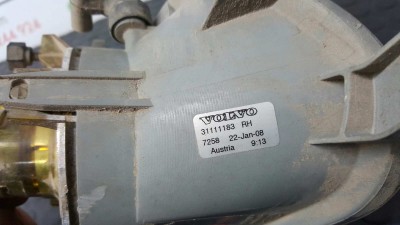 VOLVO
31111183 RH
7258 22-Jan-08
Austria 9:13